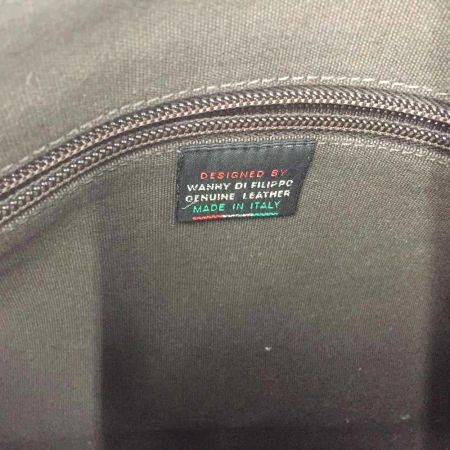 DESIGNED BY
WANNY DI FILIPPO
GENUINE LEATHER
MADE IN ITALY